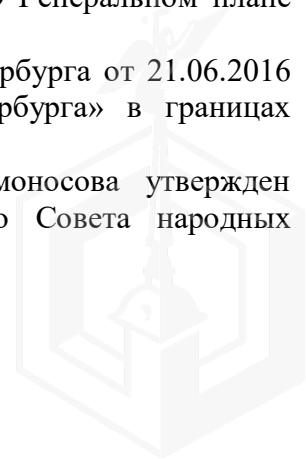 Генеральном плане
рбурга от 21.06.2016
рбурга» в границах
моносова утвержден
о Совета народных